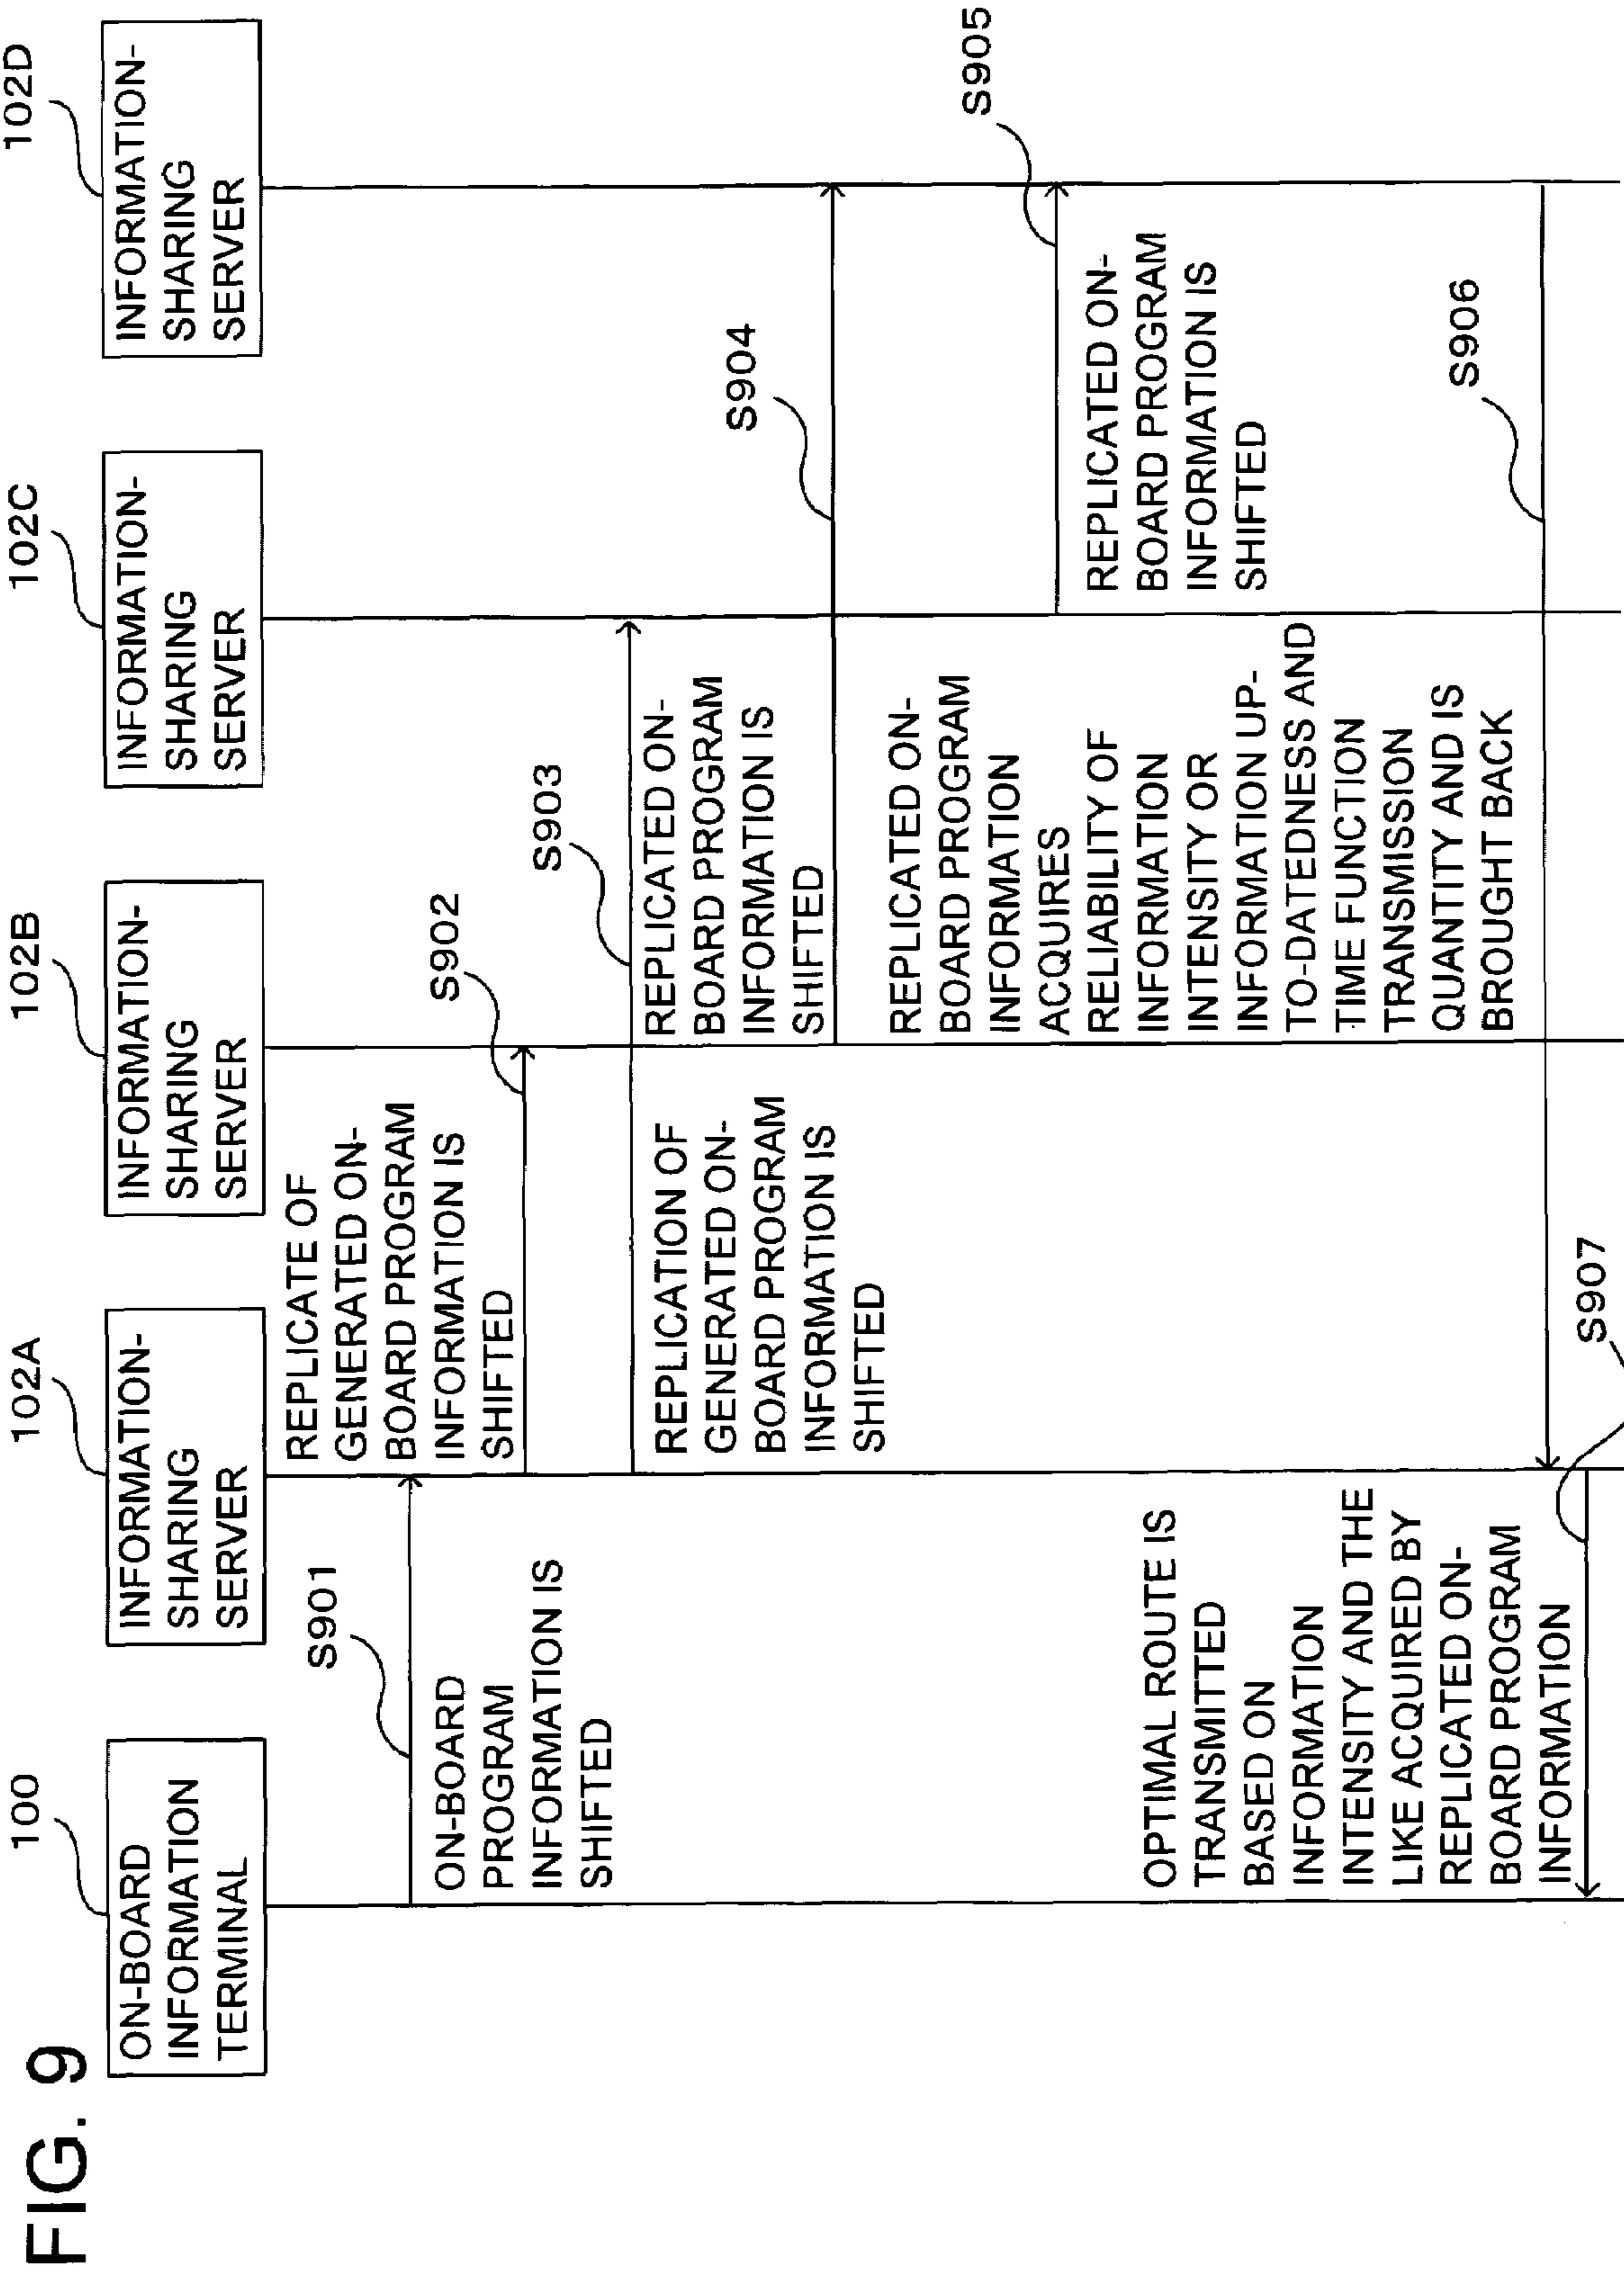 FIG. 9
100
ON-BOARD
INFORMATION
TERMINAL
102A
INFORMATION-
SHARING
SERVER
102B
INFORMATION-
SHARING
SERVER
102C
INFORMATION-
SHARING
SERVER
102D
INFORMATION-
SHARING
SERVER
S901
ON-BOARD
PROGRAM
INFORMATION IS
SHIFTED
REPLICATE OF
GENERATED ON-
BOARD PROGRAM
INFORMATION IS
SHIFTED
S902
S903
REPLICATION OF
GENERATED ON-
BOARD PROGRAM
INFORMATION IS
SHIFTED
REPLICATED ON-
BOARD PROGRAM
INFORMATION IS
SHIFTED
S904
REPLICATED ON-
BOARD PROGRAM
INFORMATION
ACQUIRES
RELIABILITY OF
INFORMATION
INTENSITY OR
INFORMATION UP-
TO-DATEDNESS AND
TIME FUNCTION
TRANSMISSION
QUANTITY AND IS
BROUGHT BACK
S905
REPLICATED ON-
BOARD PROGRAM
INFORMATION IS
SHIFTED
S906
OPTIMAL ROUTE IS
TRANSMITTED
BASED ON
INFORMATION
INTENSITY AND THE
LIKE ACQUIRED BY
REPLICATED ON-
BOARD PROGRAM
INFORMATION
S907